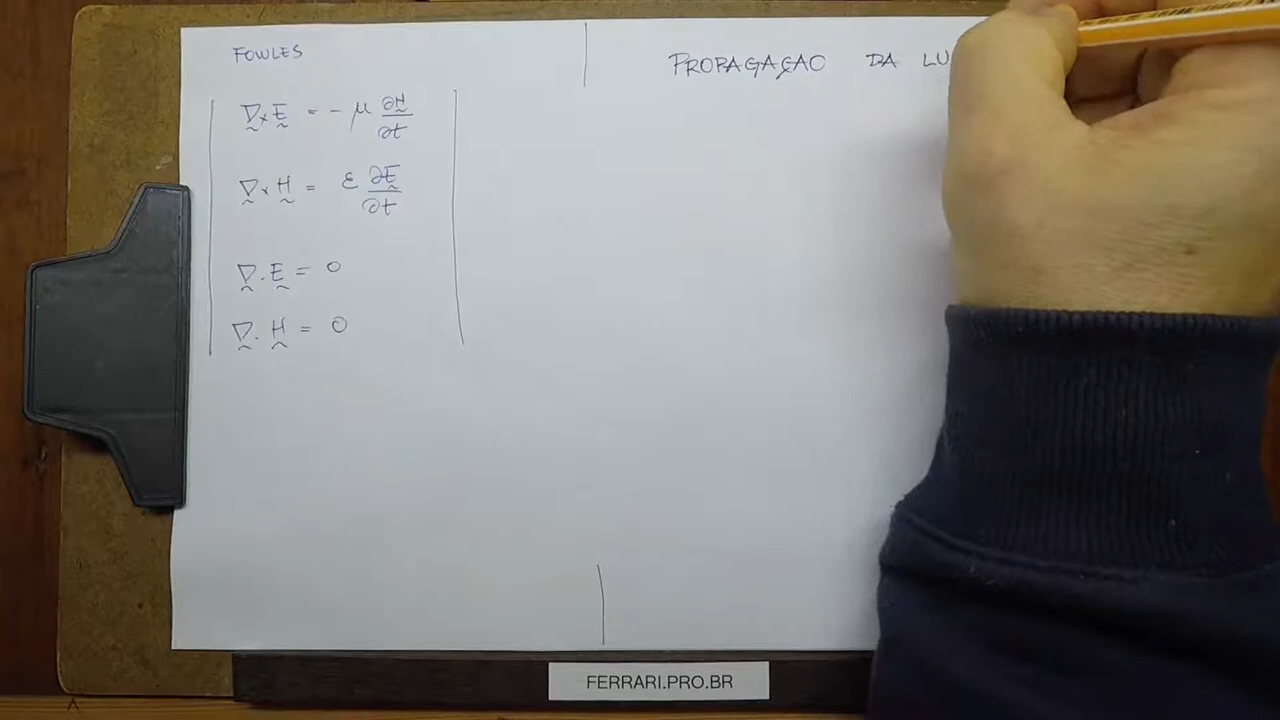 FOWLES
PROPAGAÇAO DA LU
∇ × E = - μ ∂H/∂t
∇ × H = ε ∂E/∂t
∇ · E = 0
∇ · H = 0
FERRARI.PRO.BR